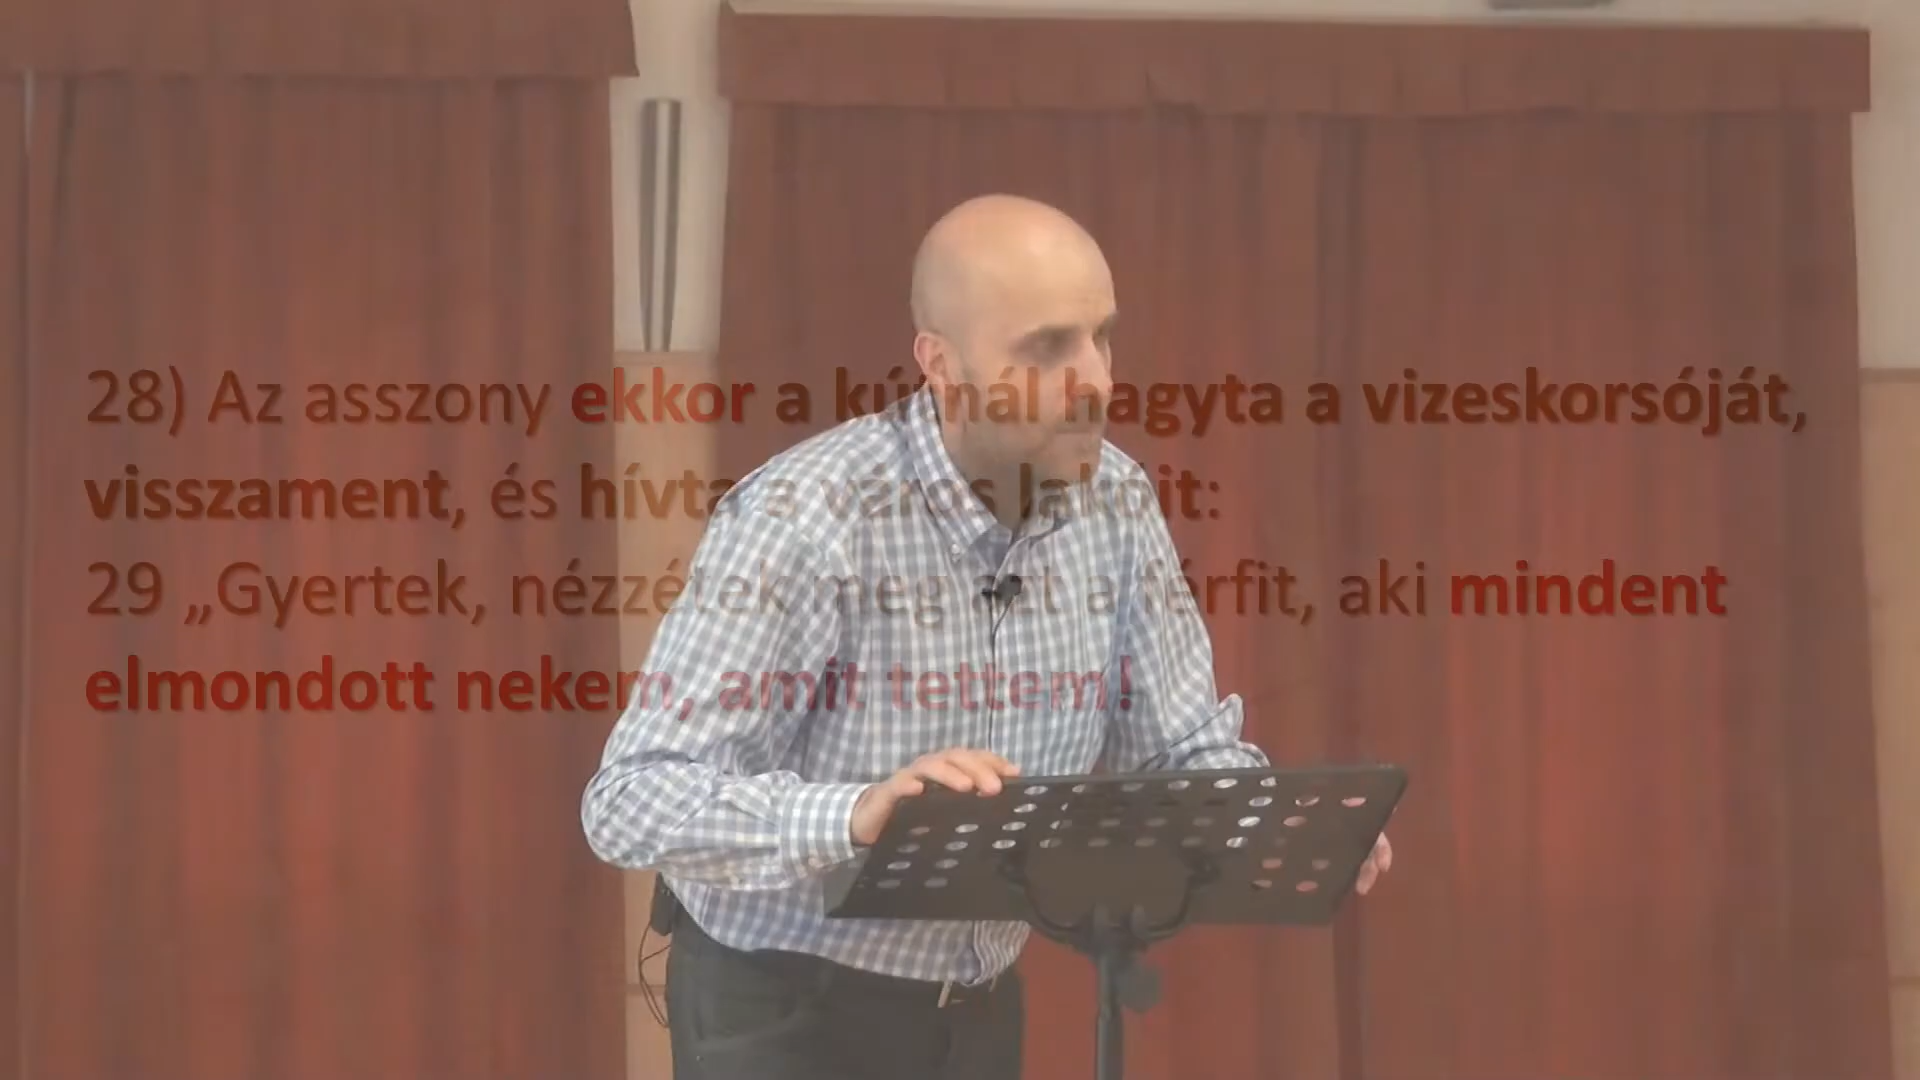 28) Az asszony ekkor a kútnál hagyta a vizeskorsóját,
visszament, és hívta a város lakóit:
29 „Gyertek, nézzétek meg azt a férfit, aki mindent
elmondott nekem, amit tettem!